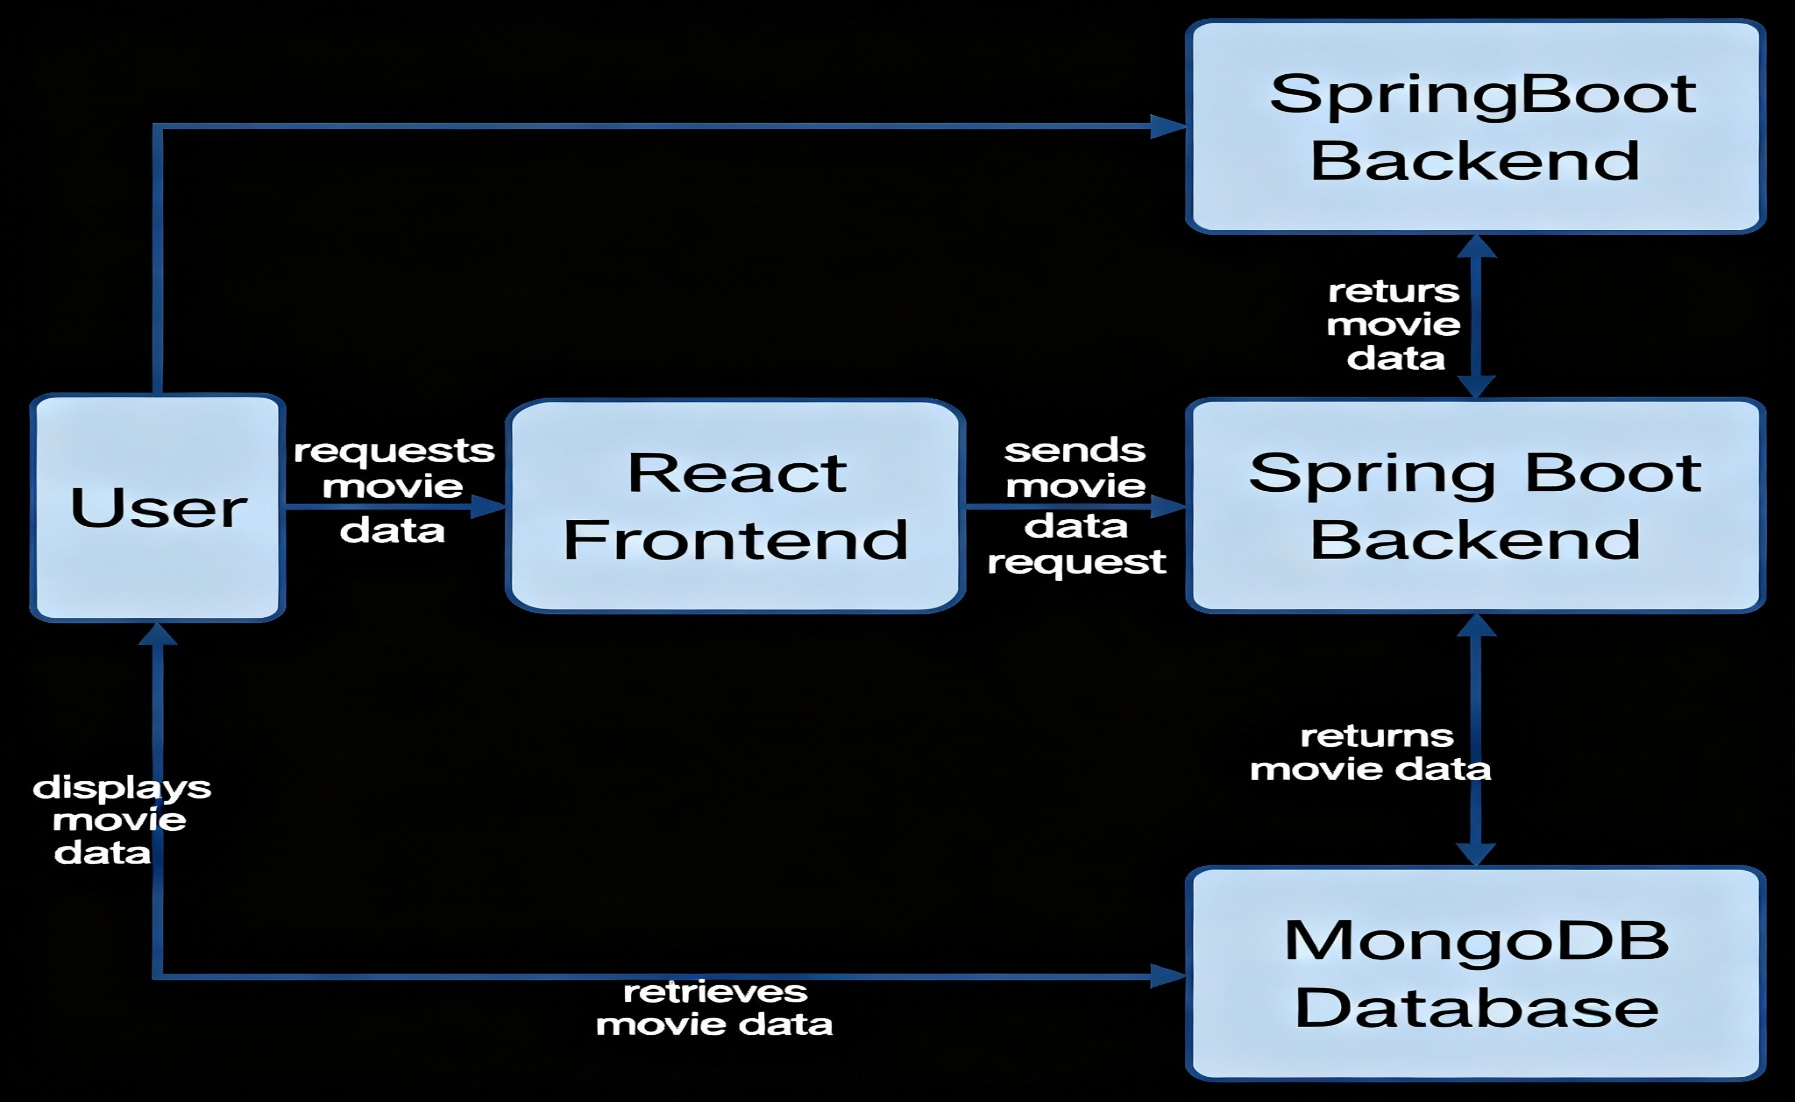 SpringBoot
Backend
returs
movie
data
User
requests
movie
data
React
Frontend
sends
movie
data
request
Spring Boot
Backend
displays
movie
data
returns
movie data
retrieves
movie data
MongoDB
Database